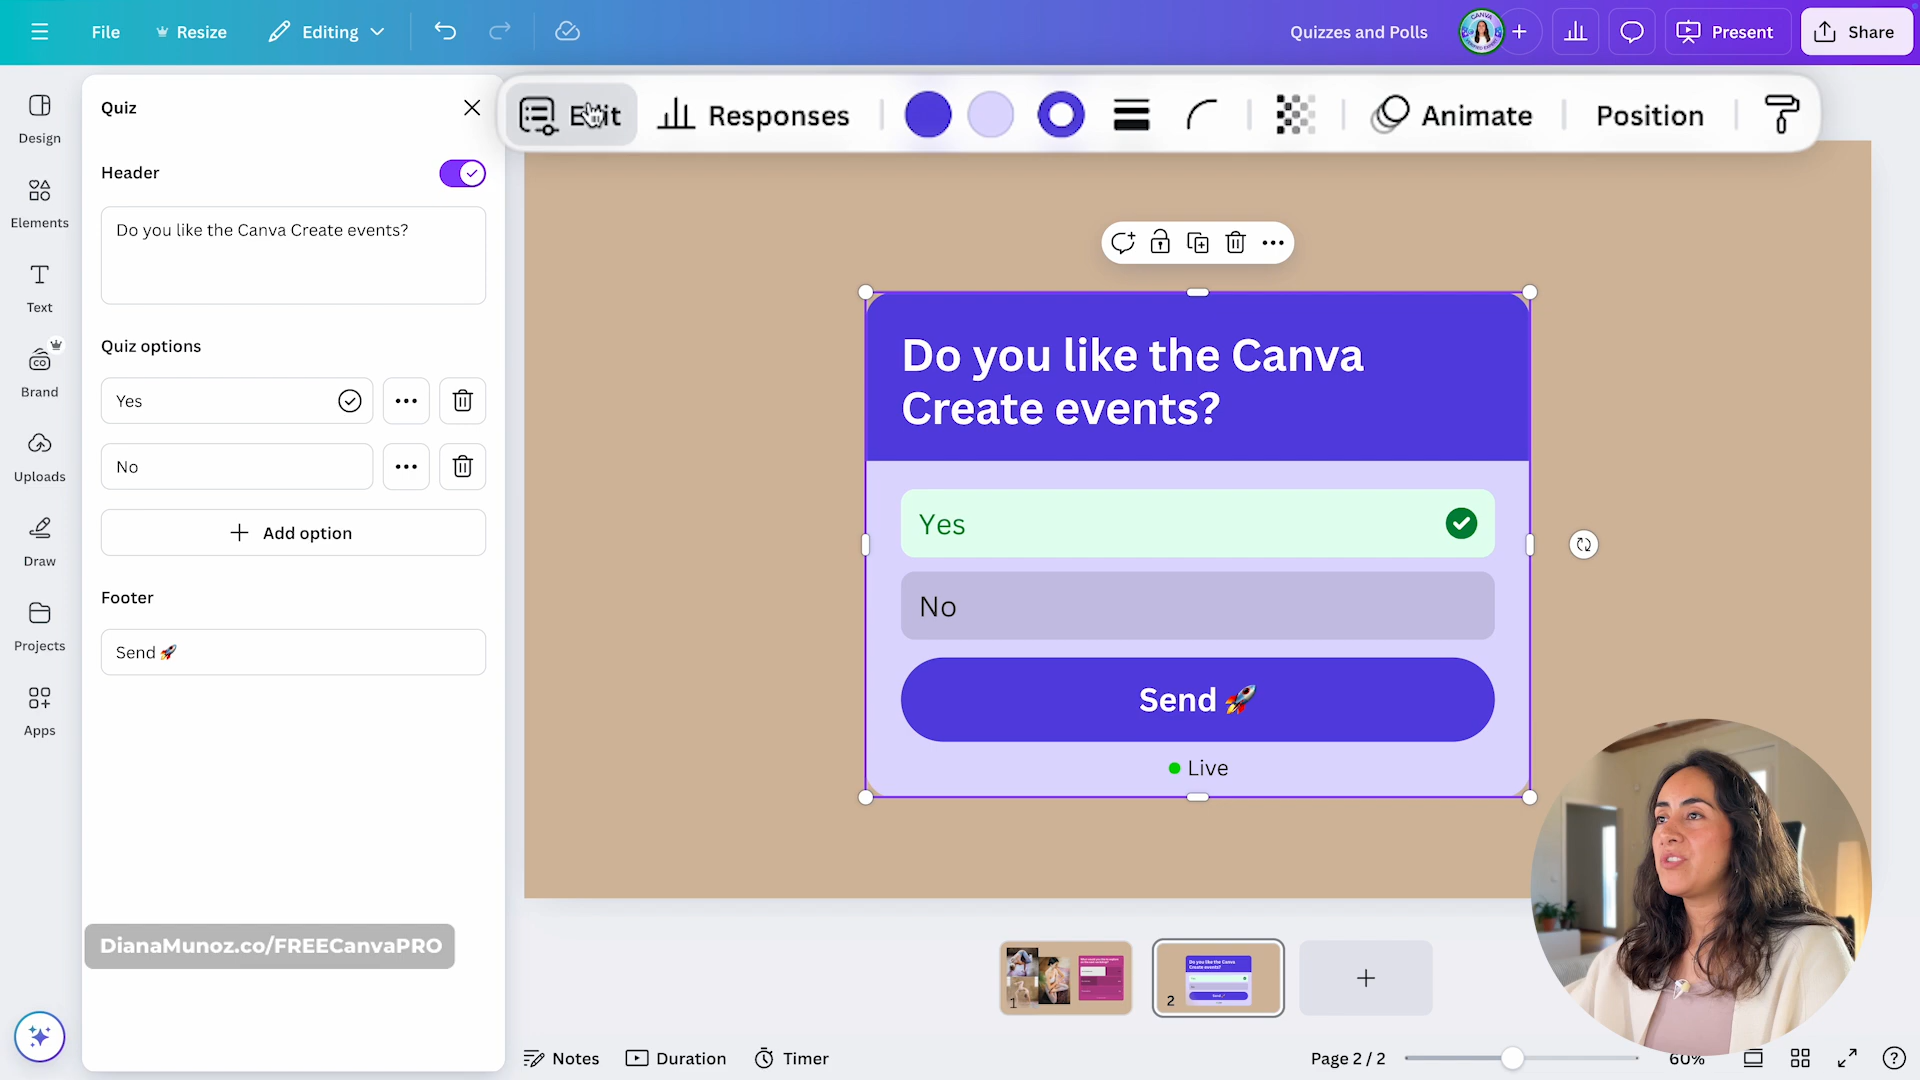 File
Resize
Editing
Quizzes and Polls
Present
Share
Design
Elements
Text
Brand
Uploads
Draw
Projects
Apps
Quiz
Header
Do you like the Canva Create events?
Quiz options
Yes
No
Add option
Footer
Send 🚀
DianaMunoz.co/FREECanvaPRO
Edit
Responses
Animate
Position
Do you like the Canva
Create events?
Yes
No
Send 🚀
Live
1
2
Notes
Duration
Timer
Page 2 / 2
60%